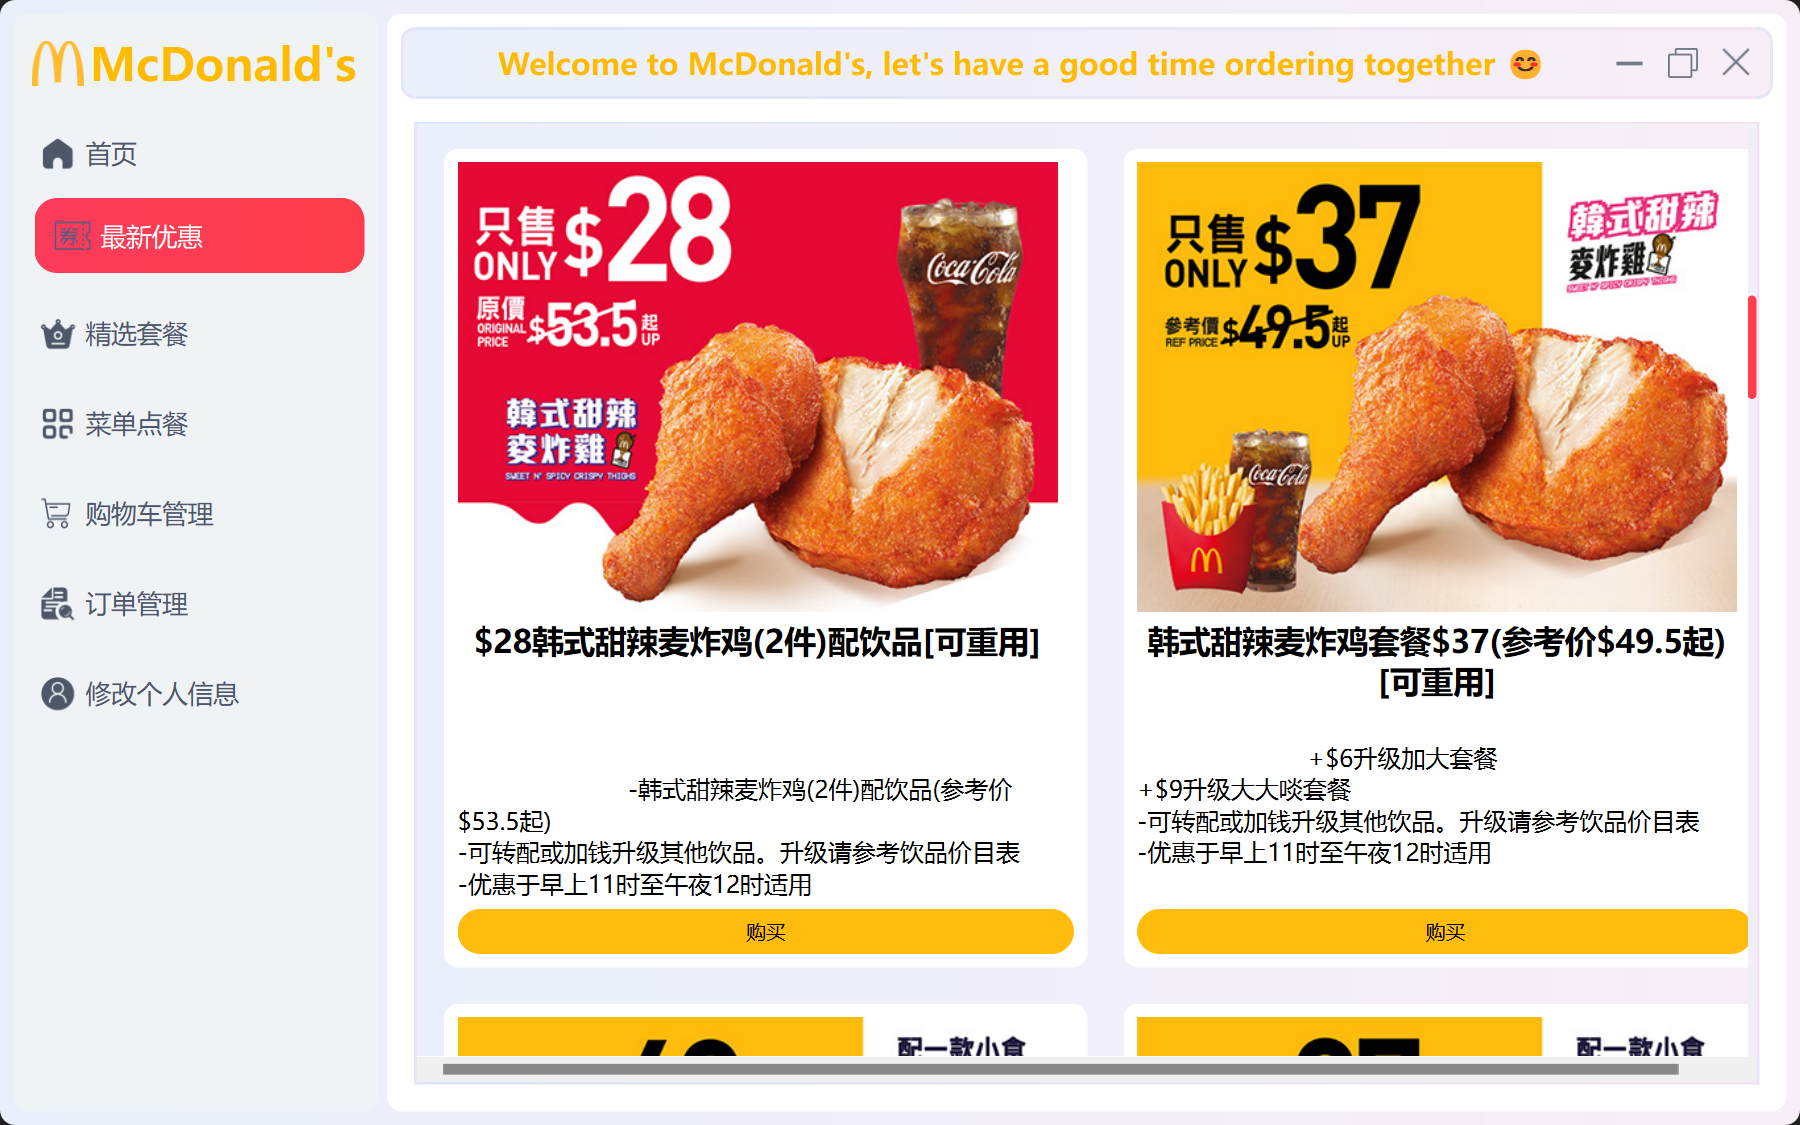 McDonald's
Welcome to McDonald's, let's have a good time ordering together 😊
首页
最新优惠
精选套餐
菜单点餐
购物车管理
订单管理
修改个人信息
只售 $28
ONLY
原價 $53.5起
ORIGINAL PRICE UP
Coca-Cola
韓式甜辣
麥炸雞
SWEET N' SPICY CRISPY THIGHS
$28韩式甜辣麦炸鸡(2件)配饮品[可重用]
-韩式甜辣麦炸鸡(2件)配饮品(参考价
$53.5起)
-可转配或加钱升级其他饮品。升级请参考饮品价目表
-优惠于早上11时至午夜12时适用
购买
只售 $37
ONLY
參考價 $49.5起
REF PRICE UP
韓式甜辣
麥炸雞
SWEET N' SPICY CRISPY THIGHS
Coca-Cola
韩式甜辣麦炸鸡套餐$37(参考价$49.5起)
[可重用]
+$6升级加大套餐
+$9升级大大啖套餐
-可转配或加钱升级其他饮品。升级请参考饮品价目表
-优惠于早上11时至午夜12时适用
购买
配一款小食
配一款小食